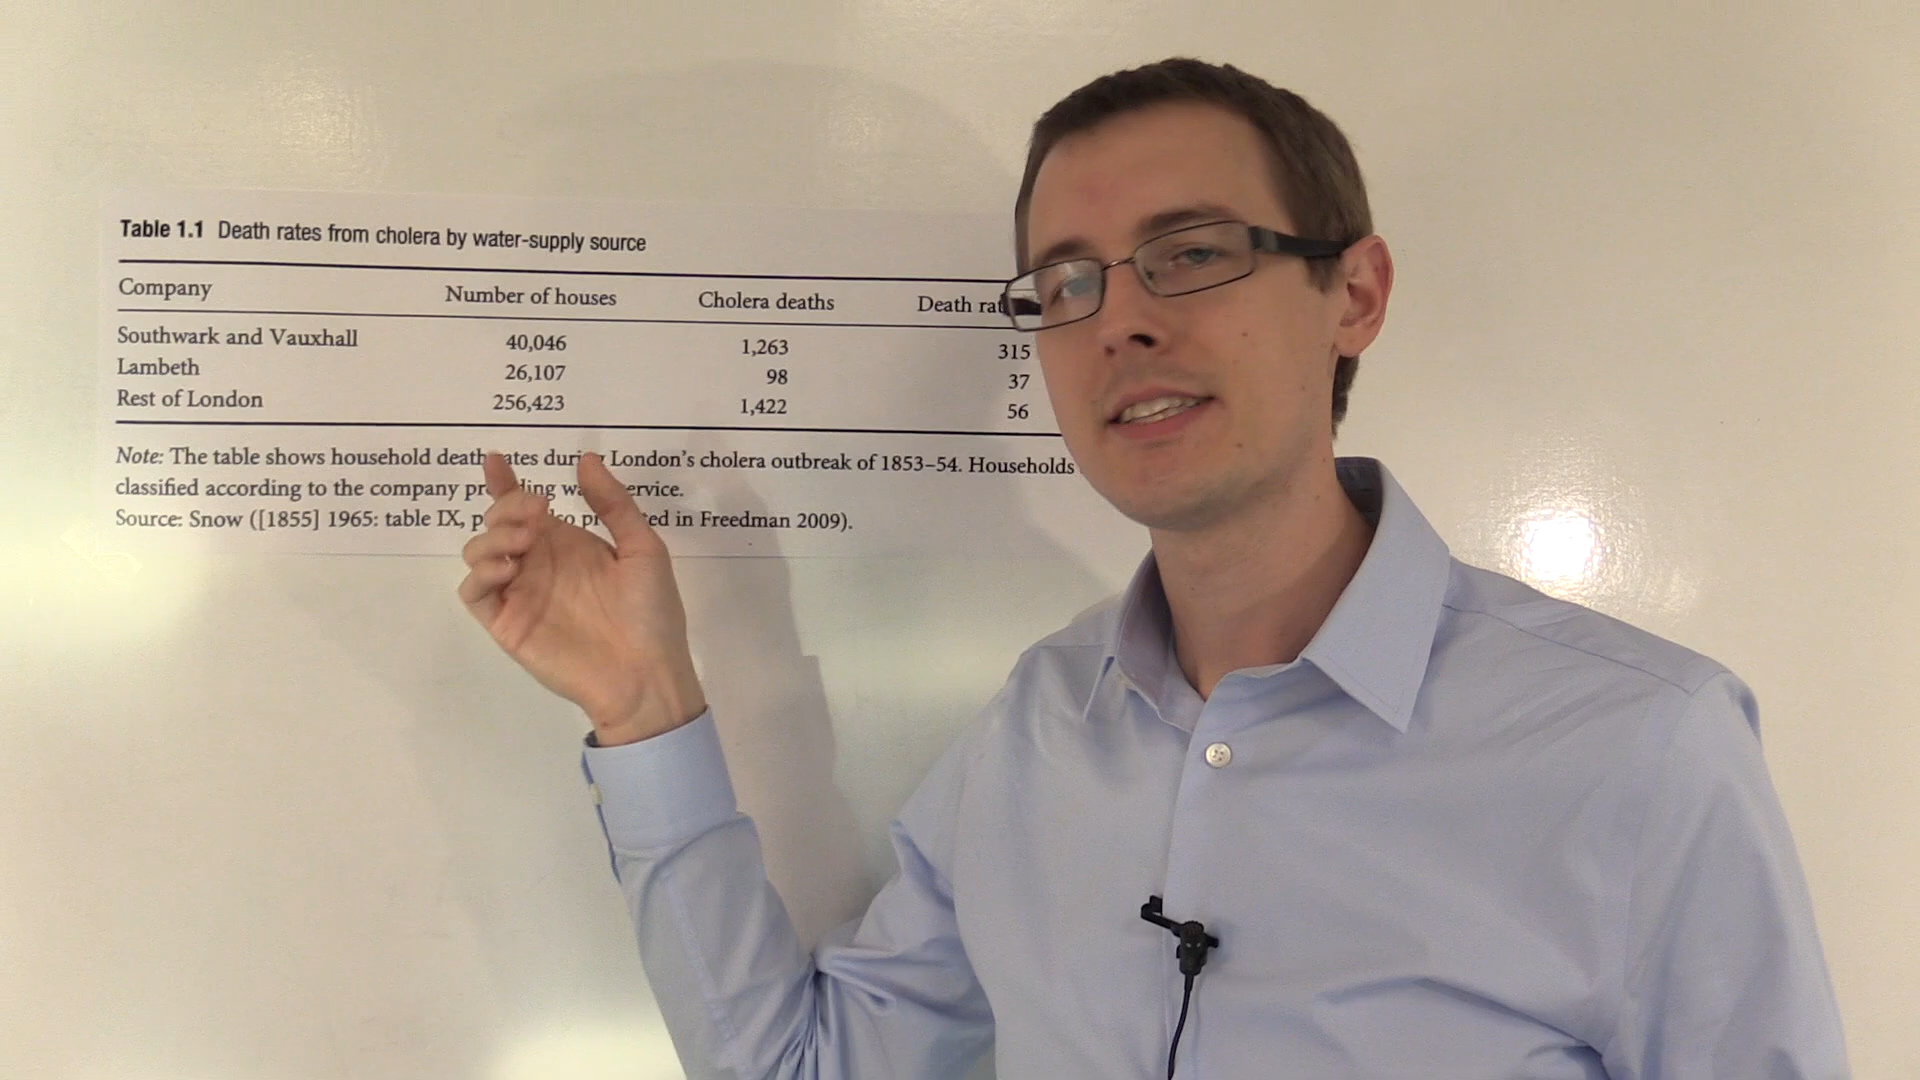 Table 1.1 Death rates from cholera by water-supply source
Company Number of houses Cholera deaths Death
Southwark and Vauxhall 40,046 1,263 315
Lambeth 26,107 98 37
Rest of London 256,423 1,422 56
Note: The table shows household death during London's cholera outbreak of 1853–54. Households
classified according to the company
Source: Snow ([1855] 1965: table IX, in Freedman 2009).